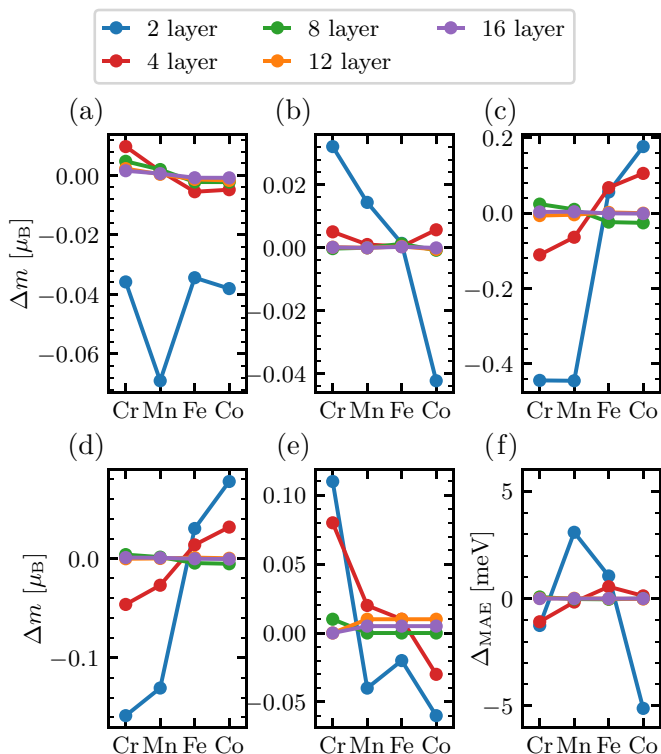 2 layer 8 layer 16 layer
4 layer 12 layer
(a) (b) (c)
0.00
−0.02
−0.04
−0.06
Δm [μB]
Cr Mn Fe Co
0.02
0.00
−0.02
−0.04
Cr Mn Fe Co
0.2
0.0
−0.2
−0.4
Cr Mn Fe Co
(d) (e) (f)
0.0
−0.1
Δm [μB]
Cr Mn Fe Co
0.10
0.05
0.00
−0.05
Cr Mn Fe Co
5
0
−5
ΔMAE [meV]
Cr Mn Fe Co